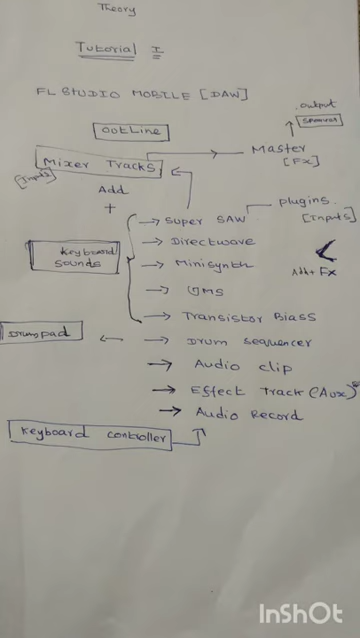 Theory
Tutorial I
FL STUDIO MOBILE [DAW]
output
OUTLine
Master
[FX]
Mixer Tracks
[Inputs]
Add
+
plugins
[Inputs]
Super SAW
Directwave
Keyboard
Sounds
Minisynth
Add + FX
GMS
Transistor Biass
Drumpad
Drum Sequencer
Audio clip
Effect Track (Aux)
Audio Record
Keyboard controller
InShOt